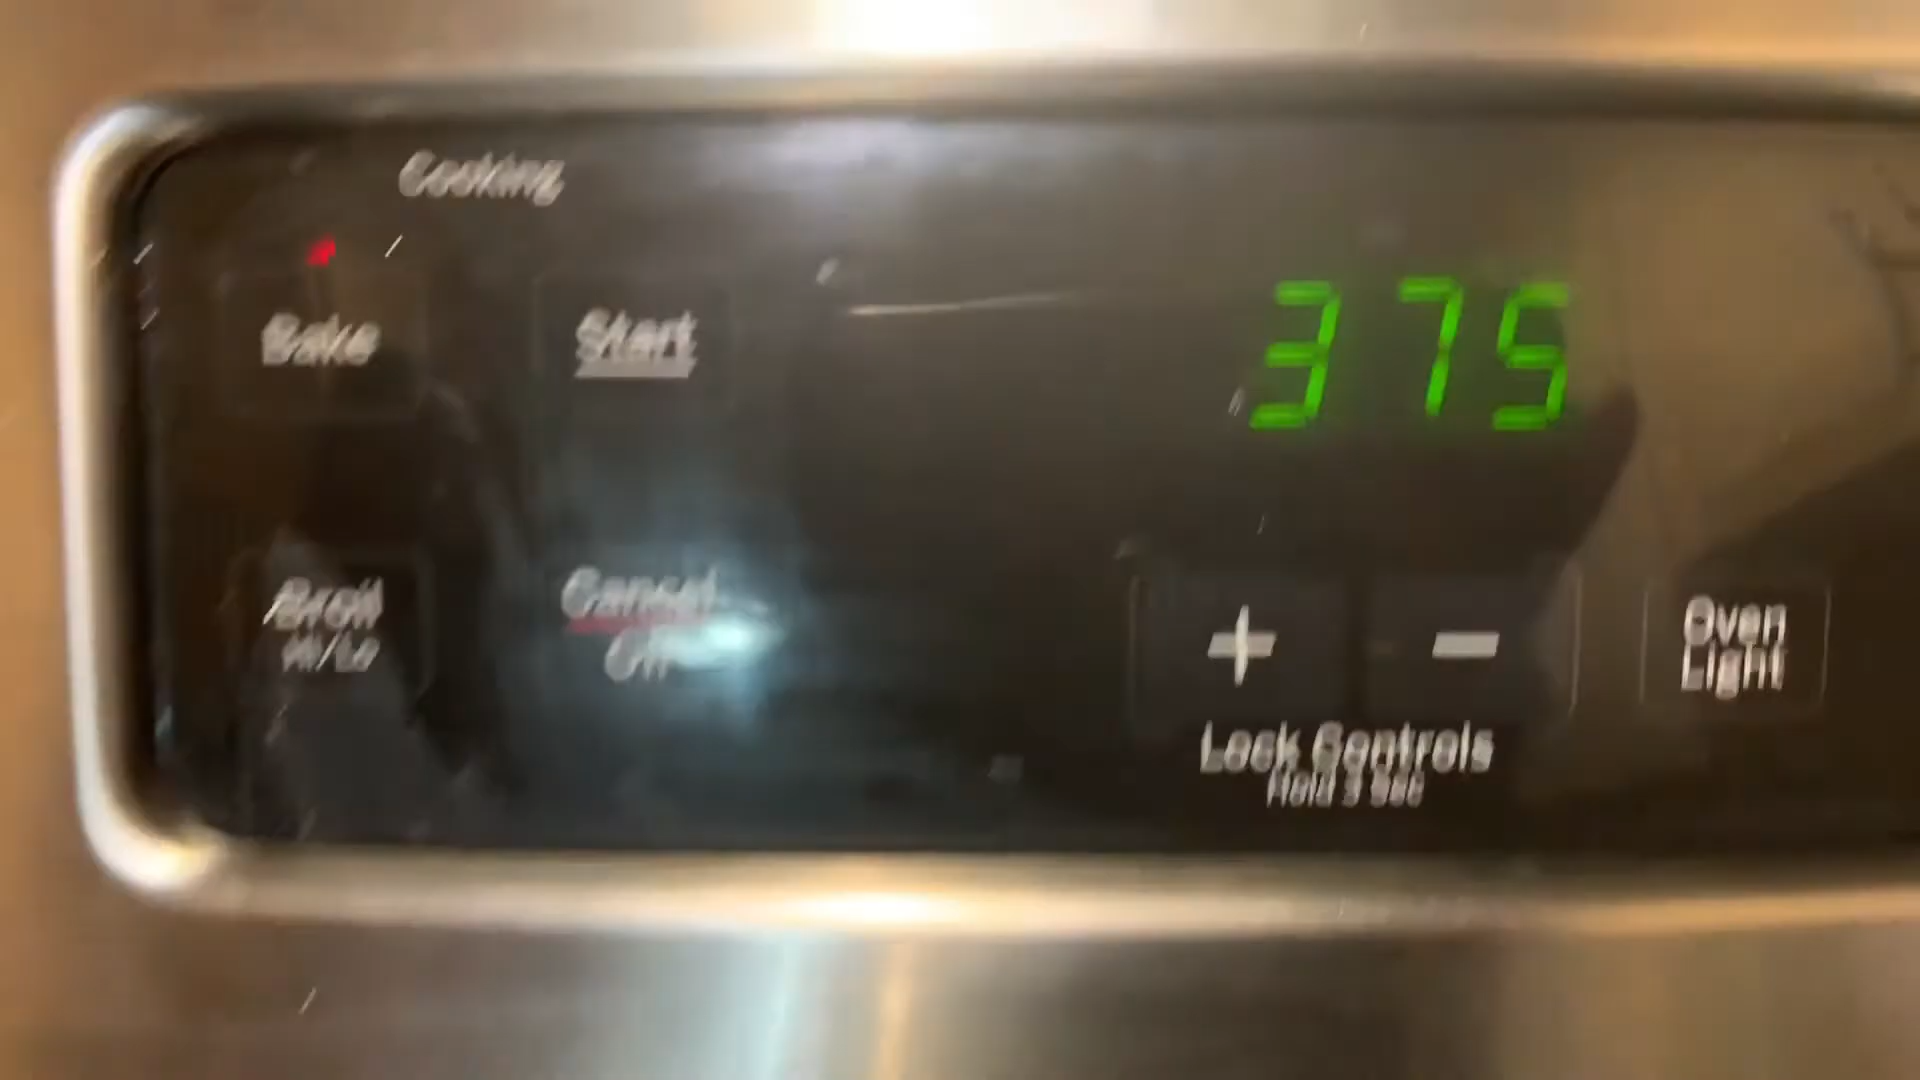 Cooking
Bake
Start
375
Broil
Hi/Lo
Cancel
Off
+
-
Oven
Light
Lock Controls
Hold 3 Sec